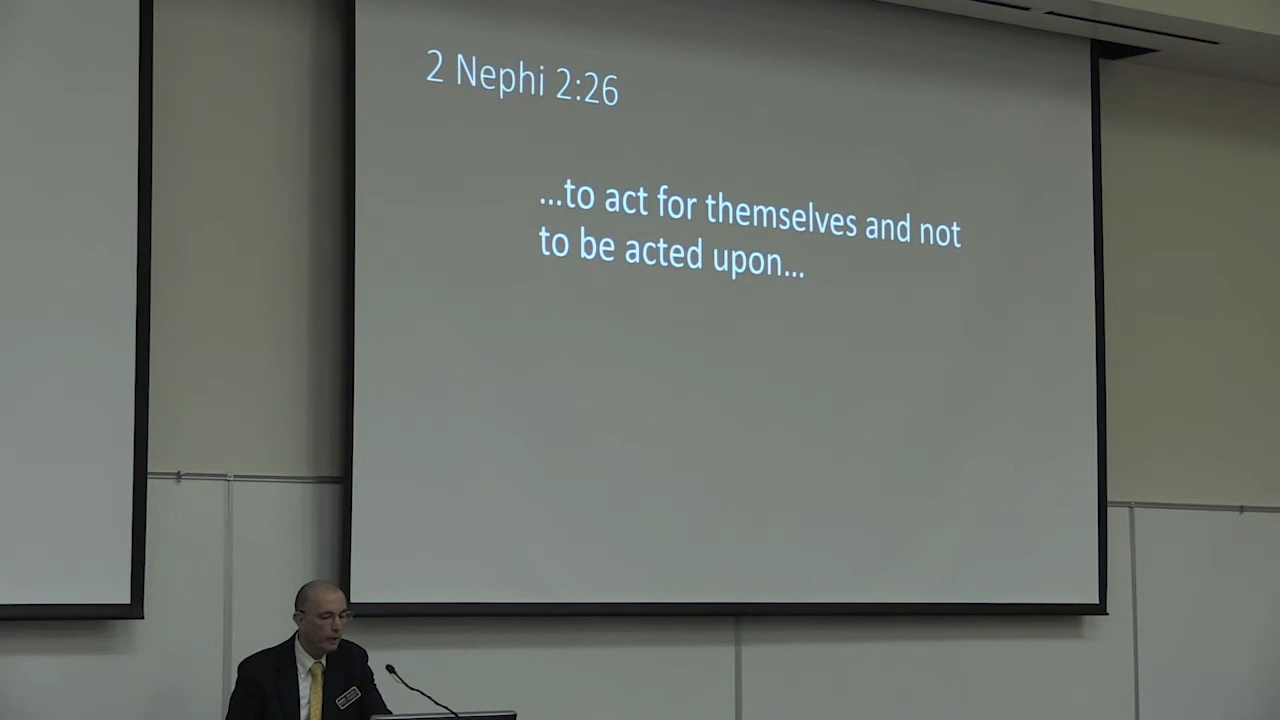 2 Nephi 2:26
...to act for themselves and not
to be acted upon...